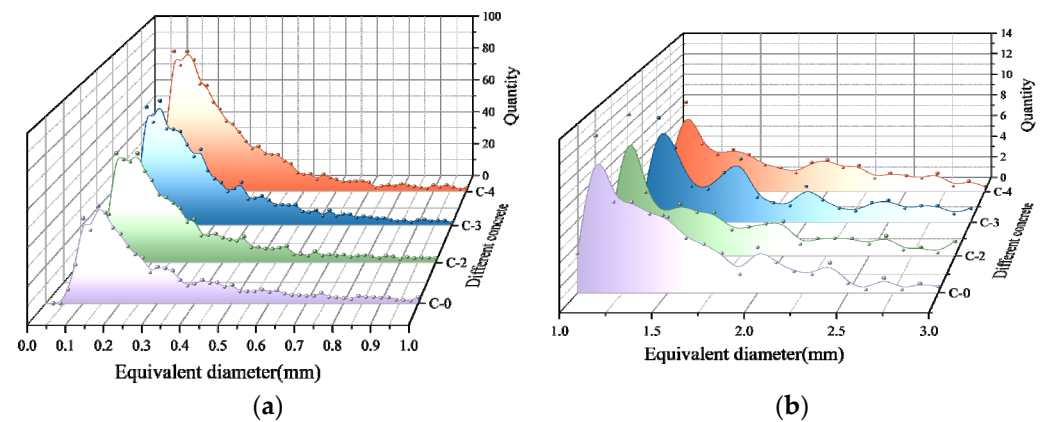 100
80
60
40
20
0
Quantity
C-4
C-3
C-2
C-0
Different concrete
0.0 0.1 0.2 0.3 0.4 0.5 0.6 0.7 0.8 0.9 1.0
Equivalent diameter(mm)
(a)
14
12
10
8
6
4
2
0
Quantity
C-4
C-3
C-2
C-0
Different concrete
1.0 1.5 2.0 2.5 3.0
Equivalent diameter(mm)
(b)